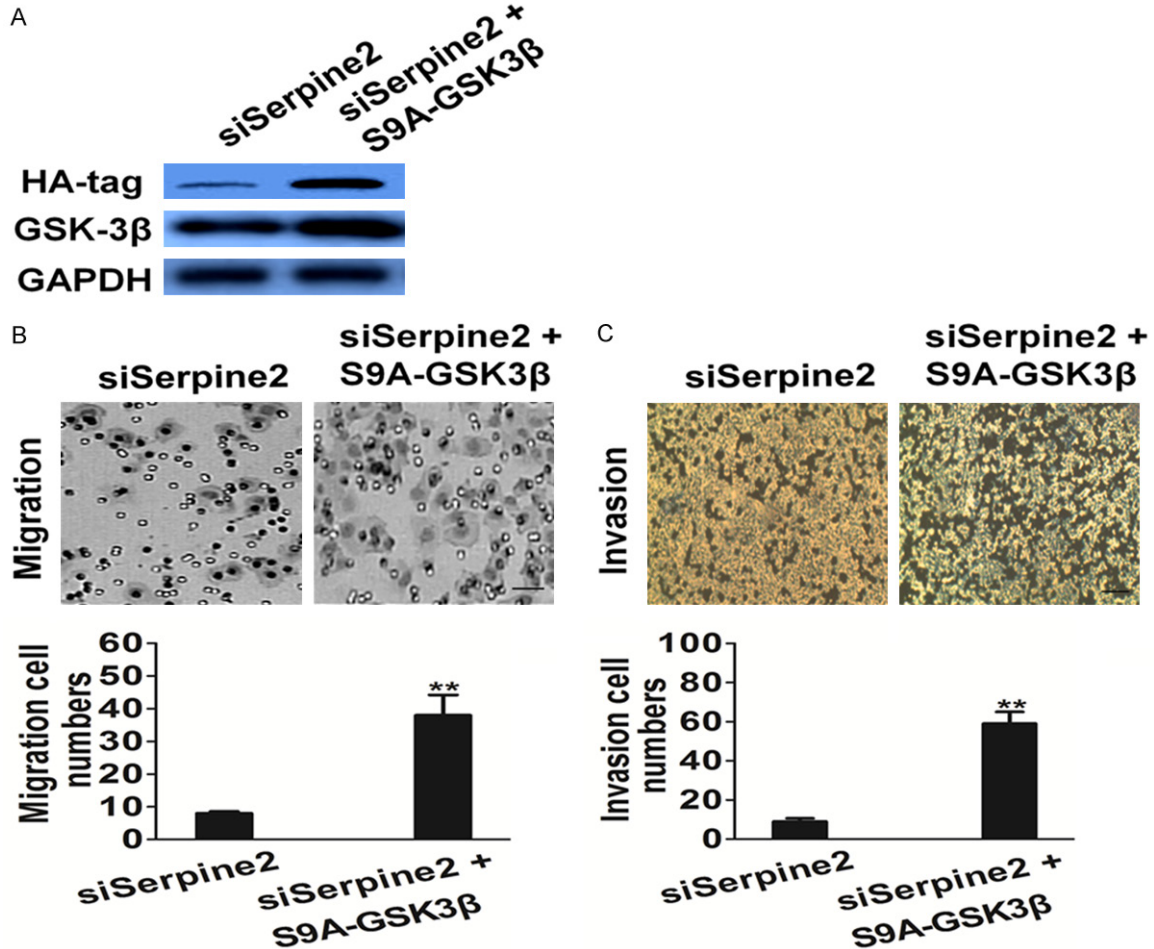 A
siSerpine2
siSerpine2 +
S9A-GSK3β
HA-tag
GSK-3β
GAPDH
B
siSerpine2
siSerpine2 +
S9A-GSK3β
Migration
Migration cell
numbers
60
50
40
30
20
10
0
**
siSerpine2
siSerpine2 +
S9A-GSK3β
C
siSerpine2
siSerpine2 +
S9A-GSK3β
Invasion
Invasion cell
numbers
100
80
60
40
20
0
**
siSerpine2
siSerpine2 +
S9A-GSK3β